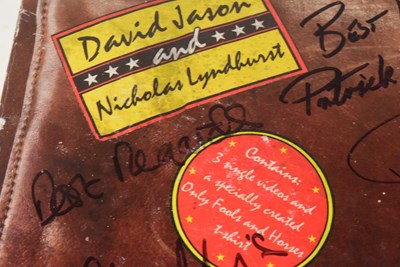 David Jason
and
Nicholas Lyndhurst
Best
Patrick
Best Regards
Contains:
3 single videos and
a specially created
Only Fools and Horses
t-shirt